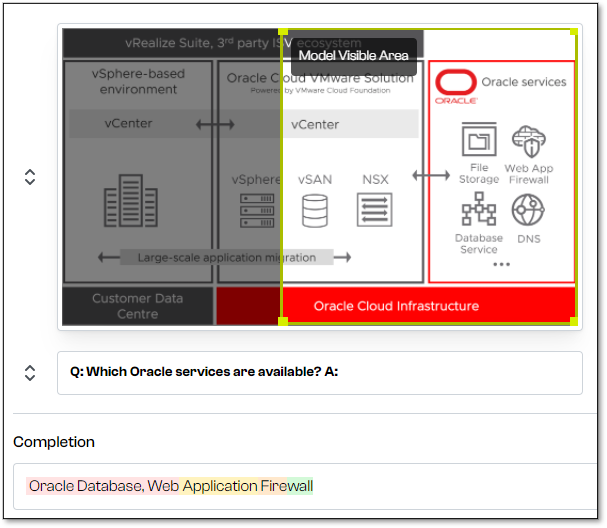 vRealize Suite, 3rd party ISV ecosystem
Model Visible Area
vSphere-based
environment
Oracle Cloud VMware Solution
Powered by VMware Cloud Foundation
Oracle services
ORACLE
vCenter
vCenter
File
Storage
Web App
Firewall
vSphere
vSAN
NSX
Database
Service
DNS
Large-scale application migration
Customer Data
Centre
Oracle Cloud Infrastructure
Q: Which Oracle services are available? A:
Completion
Oracle Database, Web Application Firewall